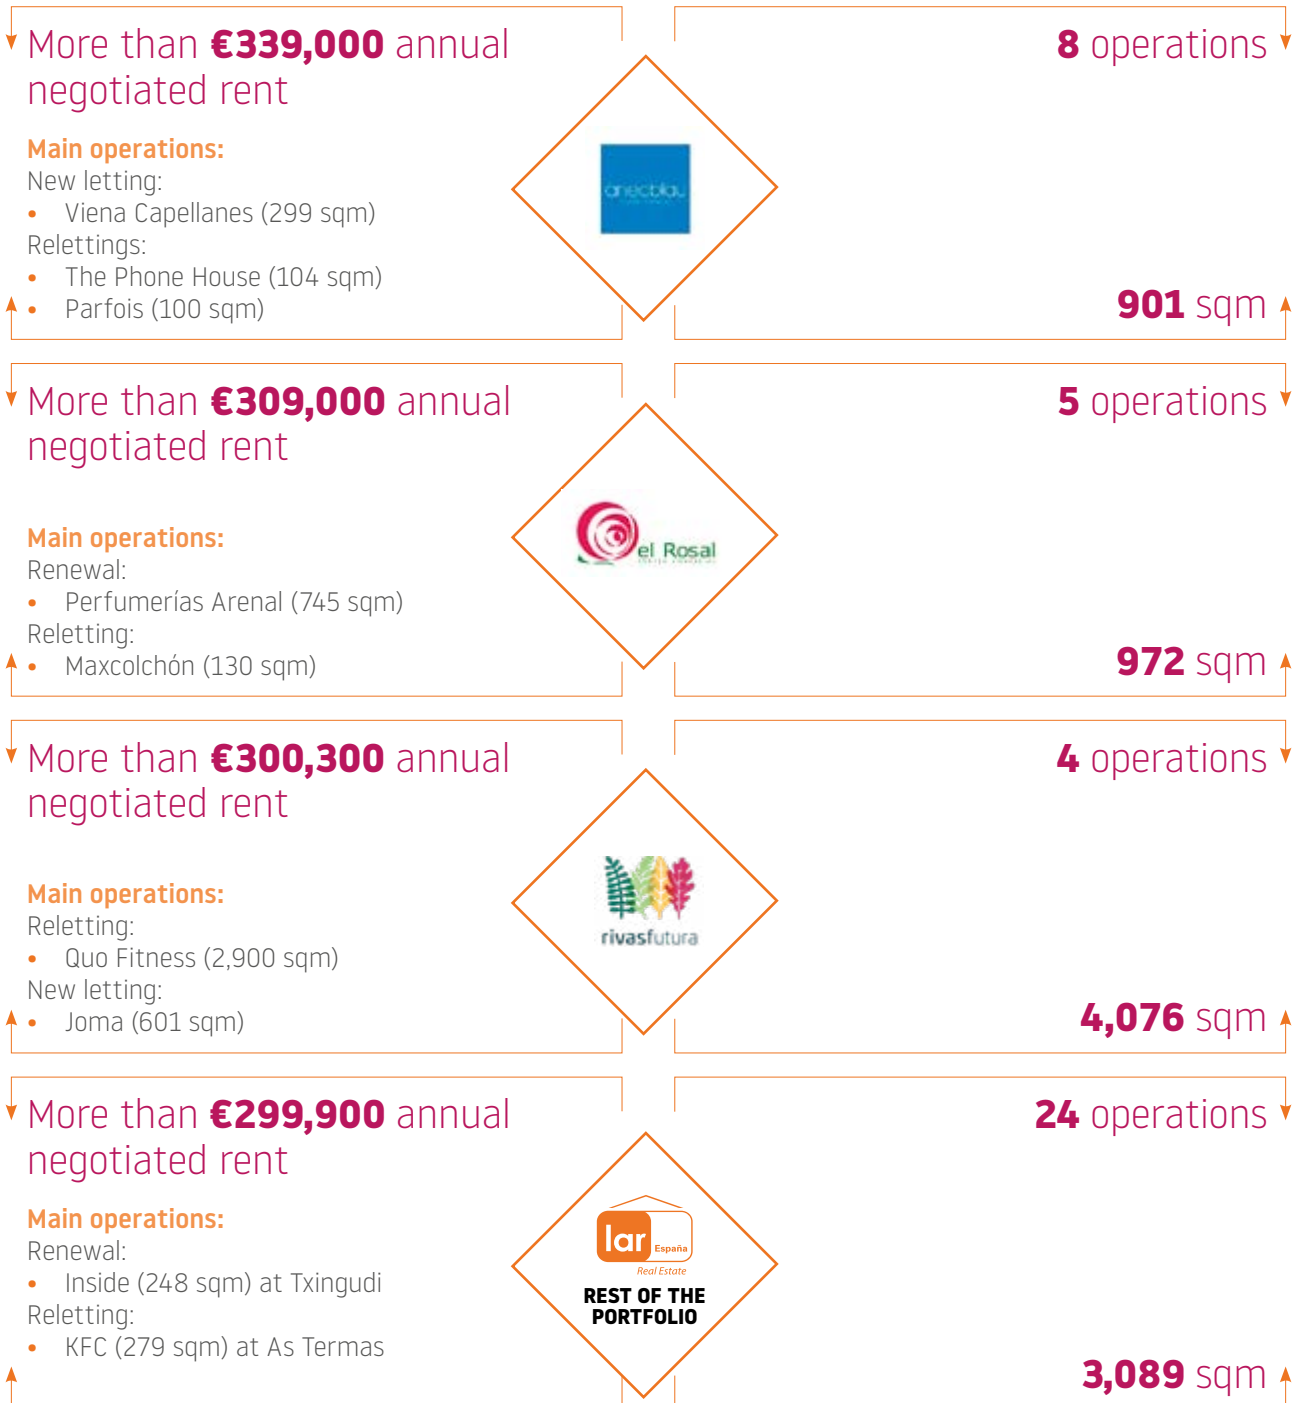 More than €339,000 annual
negotiated rent
8 operations
Main operations:
New letting:
• Viena Capellanes (299 sqm)
Relettings:
• The Phone House (104 sqm)
• Parfois (100 sqm)
anecblau
901 sqm
More than €309,000 annual
negotiated rent
5 operations
Main operations:
Renewal:
• Perfumerías Arenal (745 sqm)
Reletting:
• Maxcolchón (130 sqm)
el Rosal
972 sqm
More than €300,300 annual
negotiated rent
4 operations
Main operations:
Reletting:
• Quo Fitness (2,900 sqm)
New letting:
• Joma (601 sqm)
rivasfutura
4,076 sqm
More than €299,900 annual
negotiated rent
24 operations
Main operations:
Renewal:
• Inside (248 sqm) at Txingudi
Reletting:
• KFC (279 sqm) at As Termas
lar
España
Real Estate
REST OF THE
PORTFOLIO
3,089 sqm